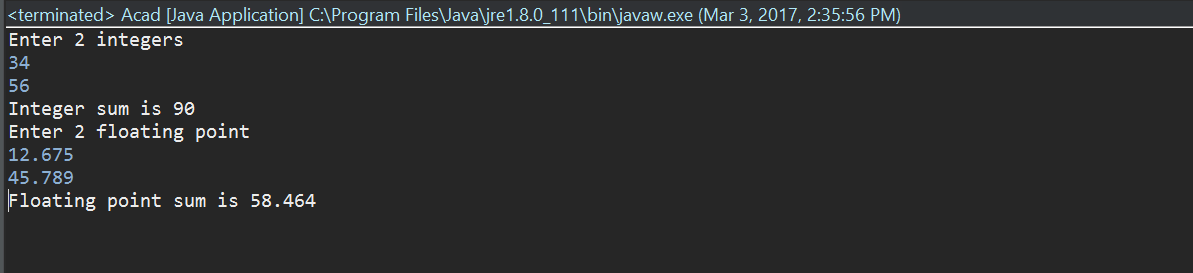 <terminated> Acad [Java Application] C:\Program Files\Java\jre1.8.0_111\bin\javaw.exe (Mar 3, 2017, 2:35:56 PM)
Enter 2 integers
34
56
Integer sum is 90
Enter 2 floating point
12.675
45.789
Floating point sum is 58.464